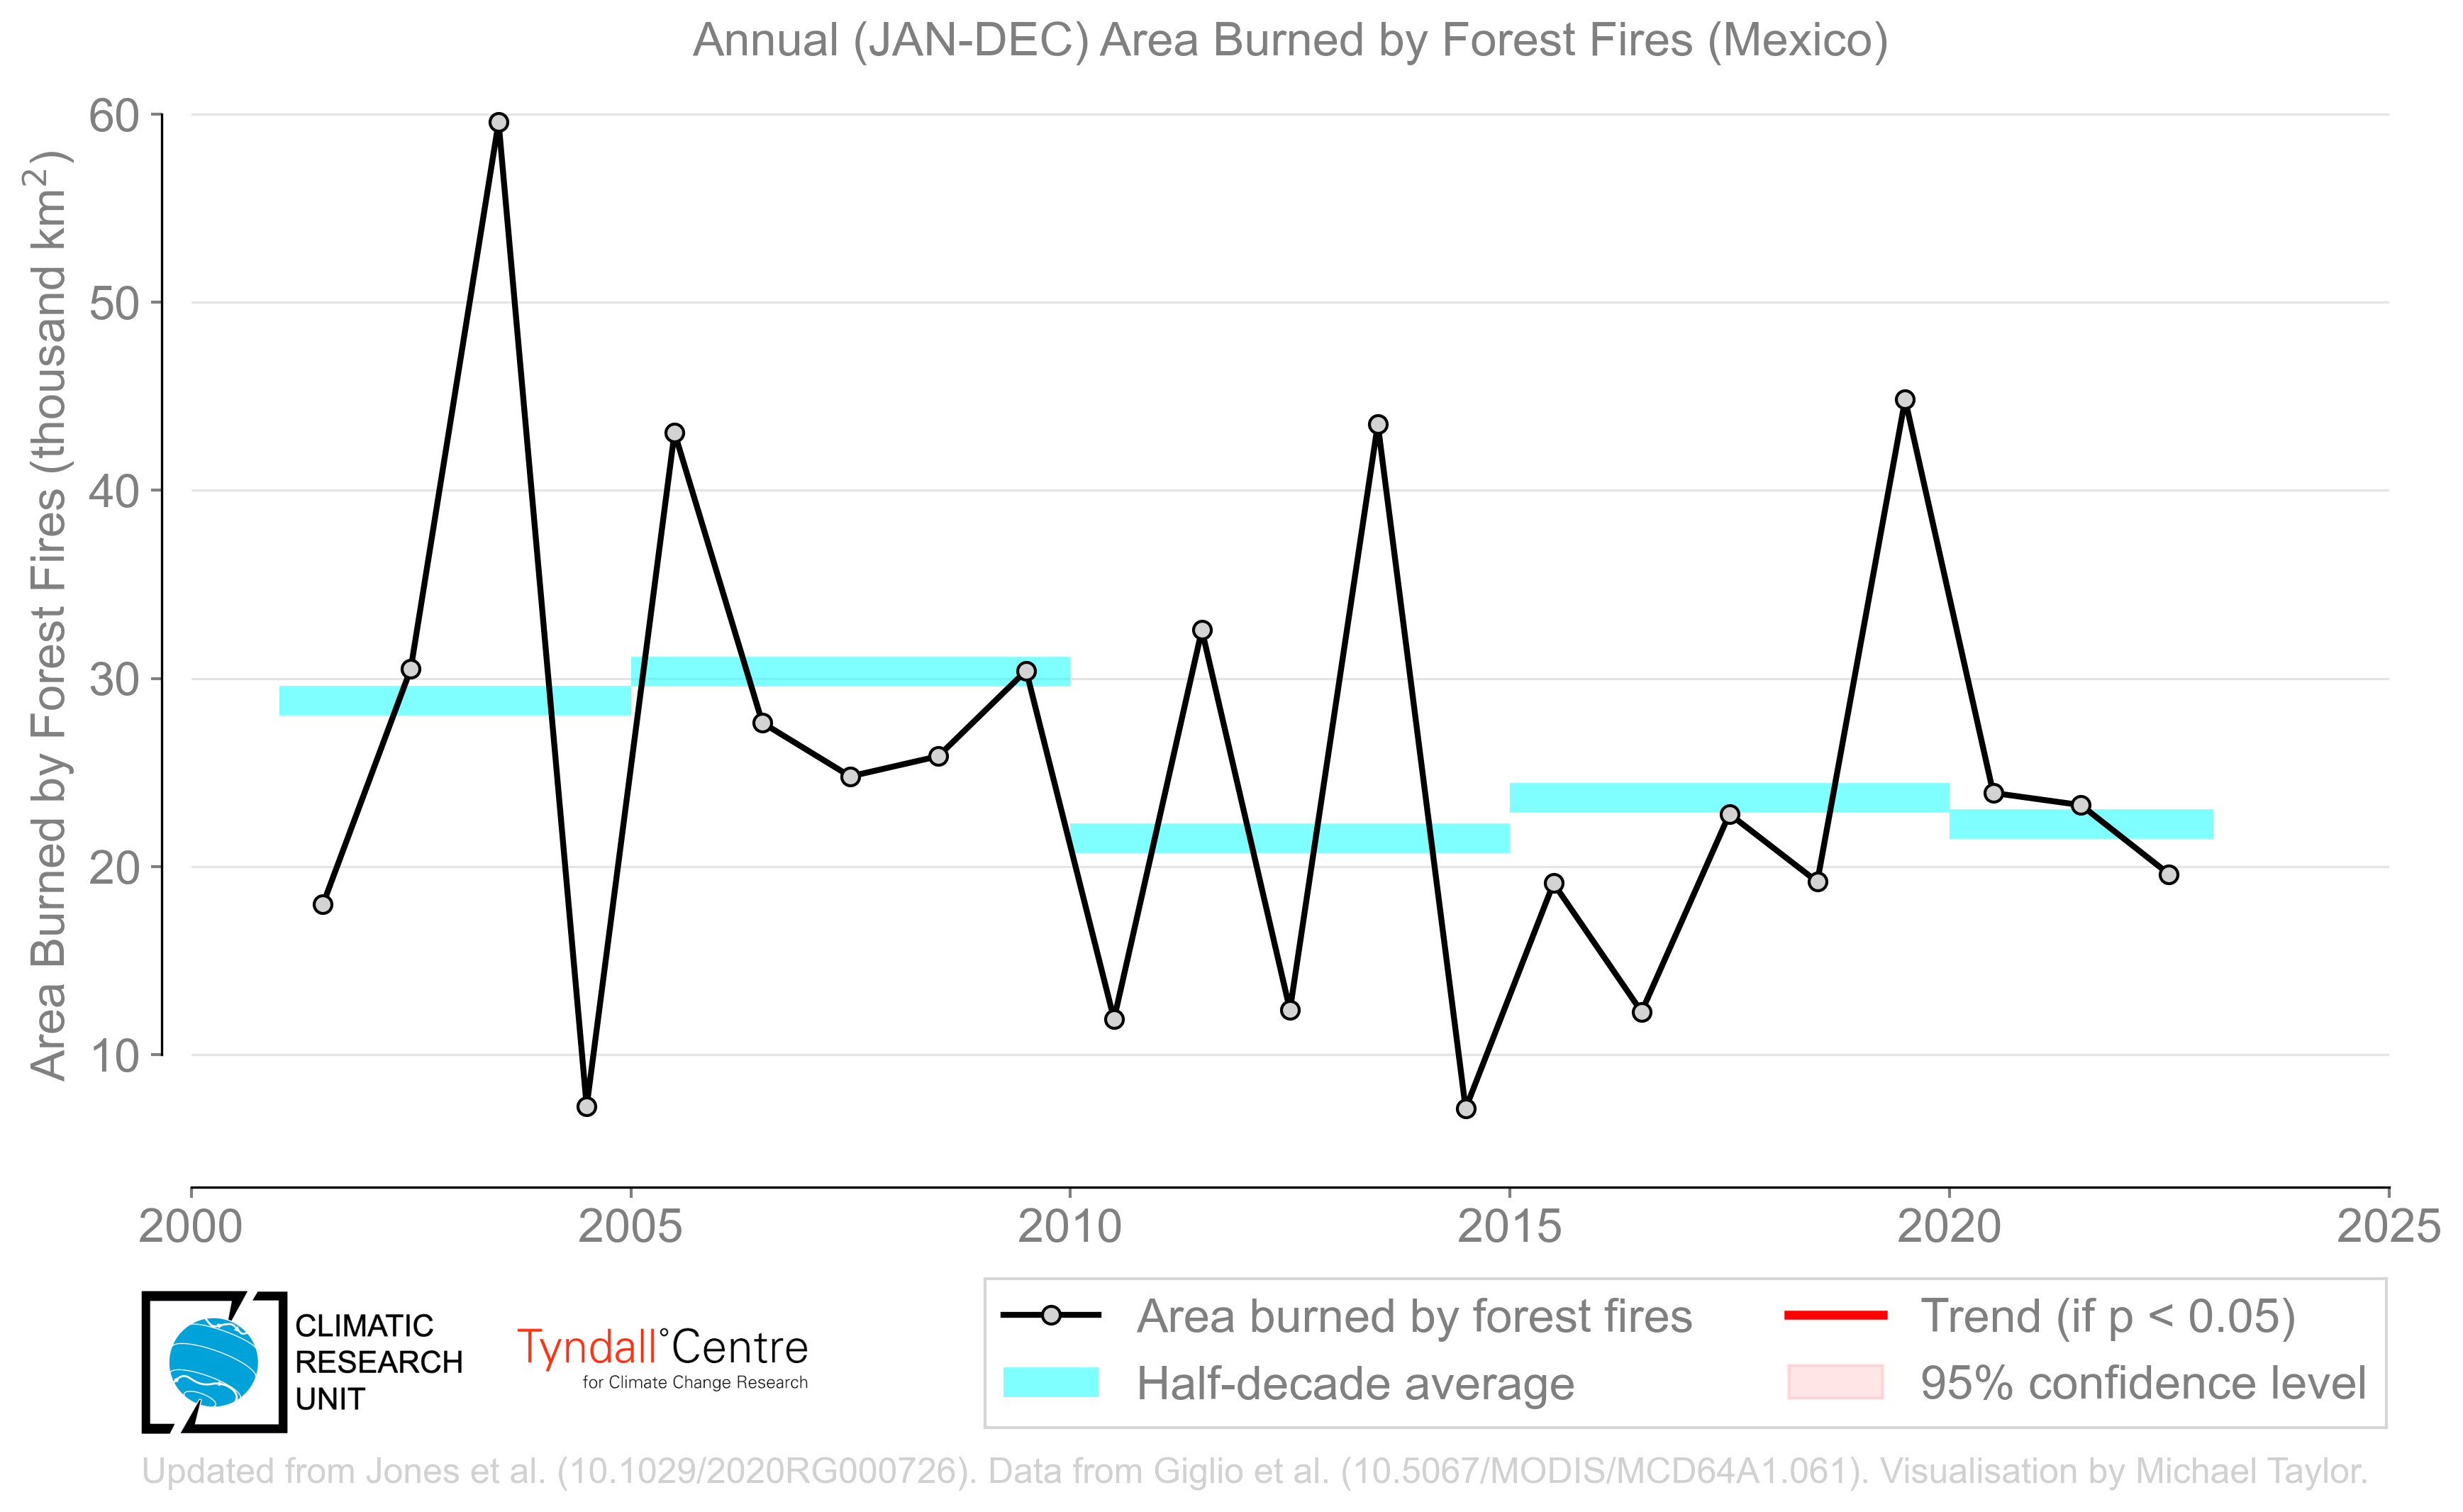 Annual (JAN-DEC) Area Burned by Forest Fires (Mexico)
Area Burned by Forest Fires (thousand km²)
60
50
40
30
20
10
2000 2005 2010 2015 2020 2025
CLIMATIC
RESEARCH
UNIT
Tyndall°Centre
for Climate Change Research
Area burned by forest fires
Half-decade average
Trend (if p < 0.05)
95% confidence level
Updated from Jones et al. (10.1029/2020RG000726). Data from Giglio et al. (10.5067/MODIS/MCD64A1.061). Visualisation by Michael Taylor.